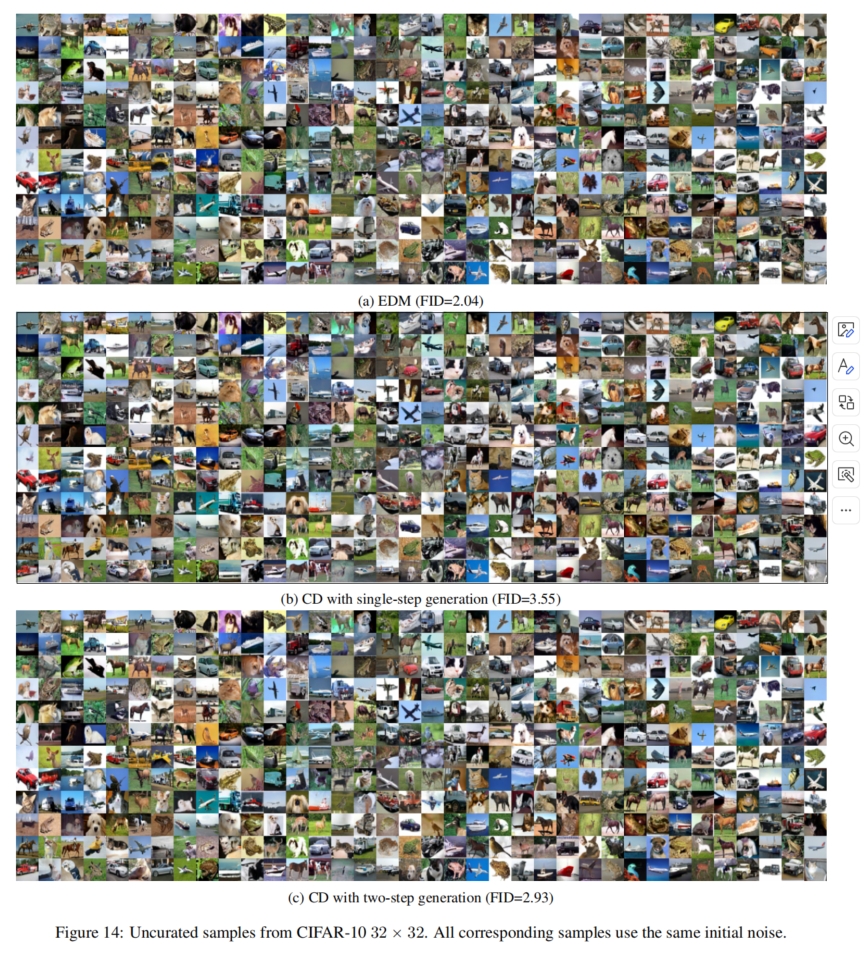 (a) EDM (FID=2.04)
(b) CD with single-step generation (FID=3.55)
(c) CD with two-step generation (FID=2.93)
Figure 14: Uncurated samples from CIFAR-10 32 × 32. All corresponding samples use the same initial noise.